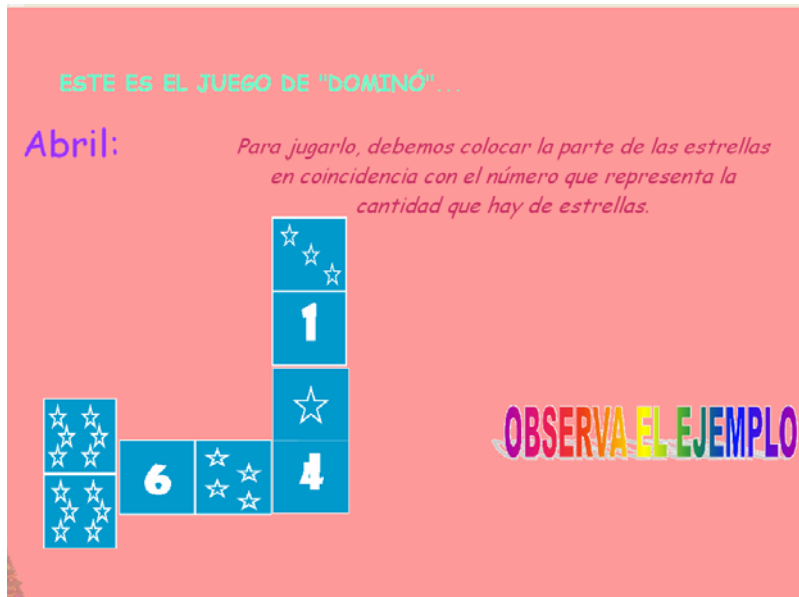 ESTE ES EL JUEGO DE "DOMINÓ"...
Abril:
Para jugarlo, debemos colocar la parte de las estrellas
en coincidencia con el número que representa la
cantidad que hay de estrellas.
1
6
4
OBSERVA EL EJEMPLO